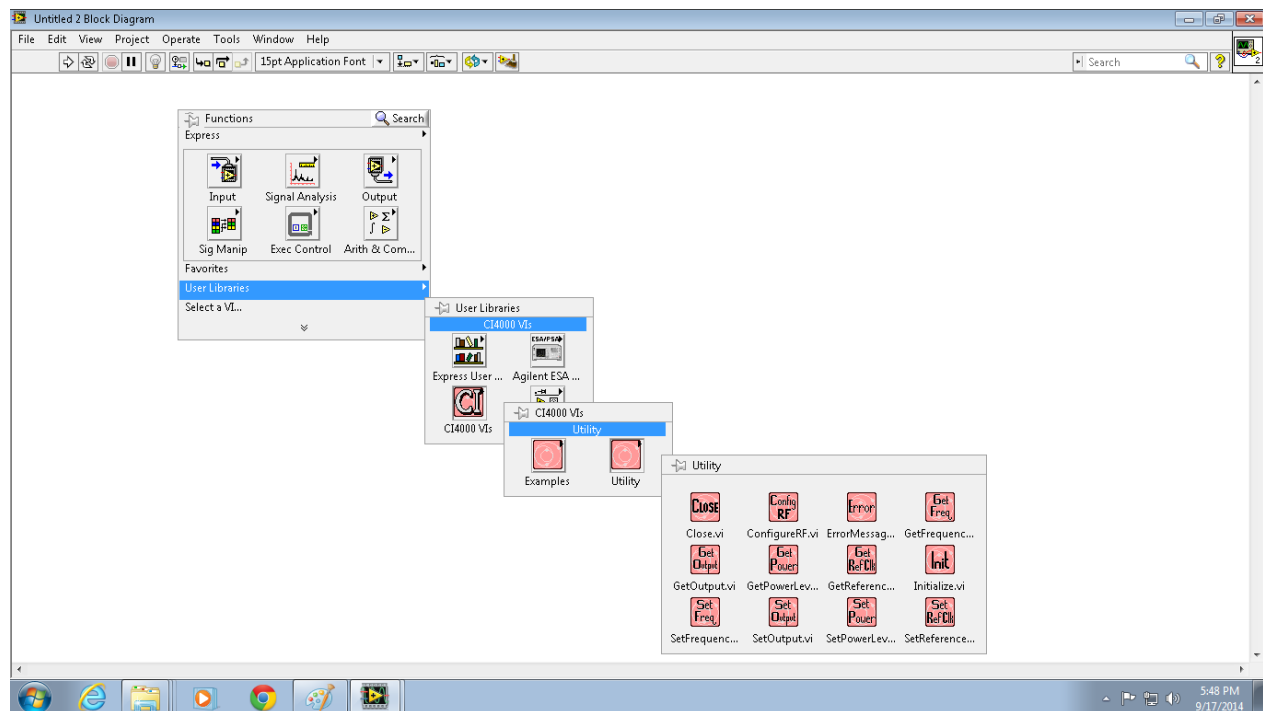 Untitled 2 Block Diagram
File Edit View Project Operate Tools Window Help
15pt Application Font
Search
2
Functions
Search
Express
Input Signal Analysis Output
Sig Manip Exec Control Arith & Com...
Favorites
User Libraries
Select a VI...
User Libraries
CI4000 VIs
ESA/PSA
Express User ... Agilent ESA ...
CI
CI4000 VIs
CI4000 VIs
Utility
Examples Utility
Utility
CLOSE Config RF Error Get Freq
Close.vi ConfigureRF.vi ErrorMessag... GetFrequenc...
Get Output Get Power Get RefClk Init
GetOutput.vi GetPowerLev... GetReferenc... Initialize.vi
Set Freq Set Output Set Power Set RefClk
SetFrequenc... SetOutput.vi SetPowerLev... SetReference...
5:48 PM
9/17/2014